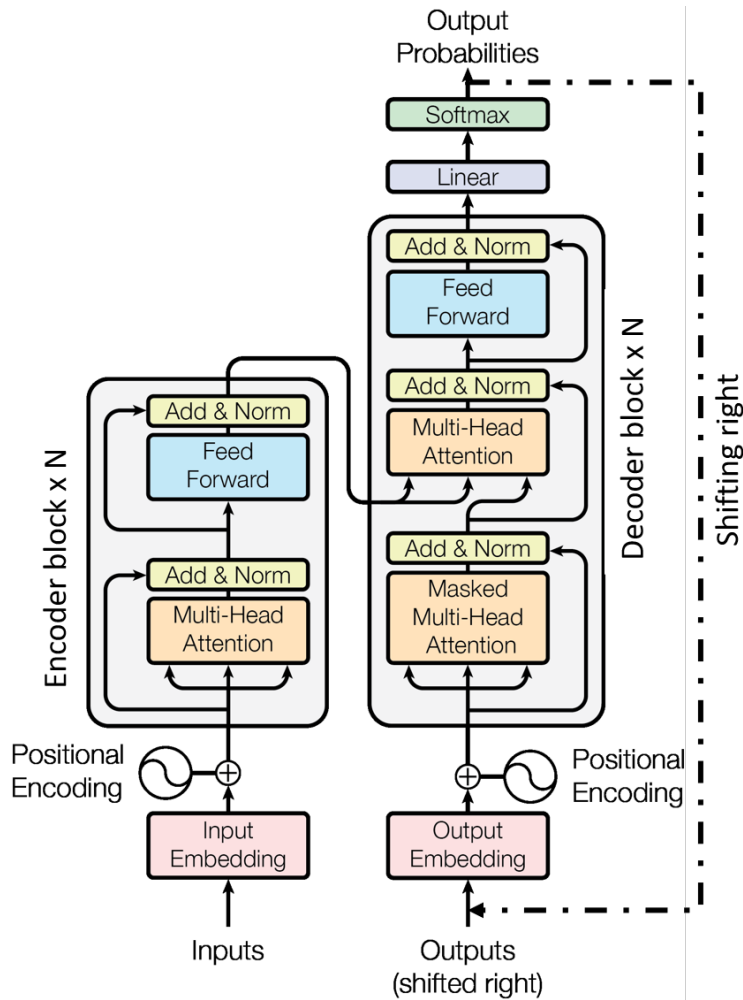 Output
Probabilities
Softmax
Linear
Add & Norm
Feed
Forward
Add & Norm
Multi-Head
Attention
Add & Norm
Masked
Multi-Head
Attention
Decoder block x N
Shifting right
Add & Norm
Feed
Forward
Add & Norm
Multi-Head
Attention
Encoder block x N
Positional
Encoding
Positional
Encoding
Input
Embedding
Output
Embedding
Inputs
Outputs
(shifted right)